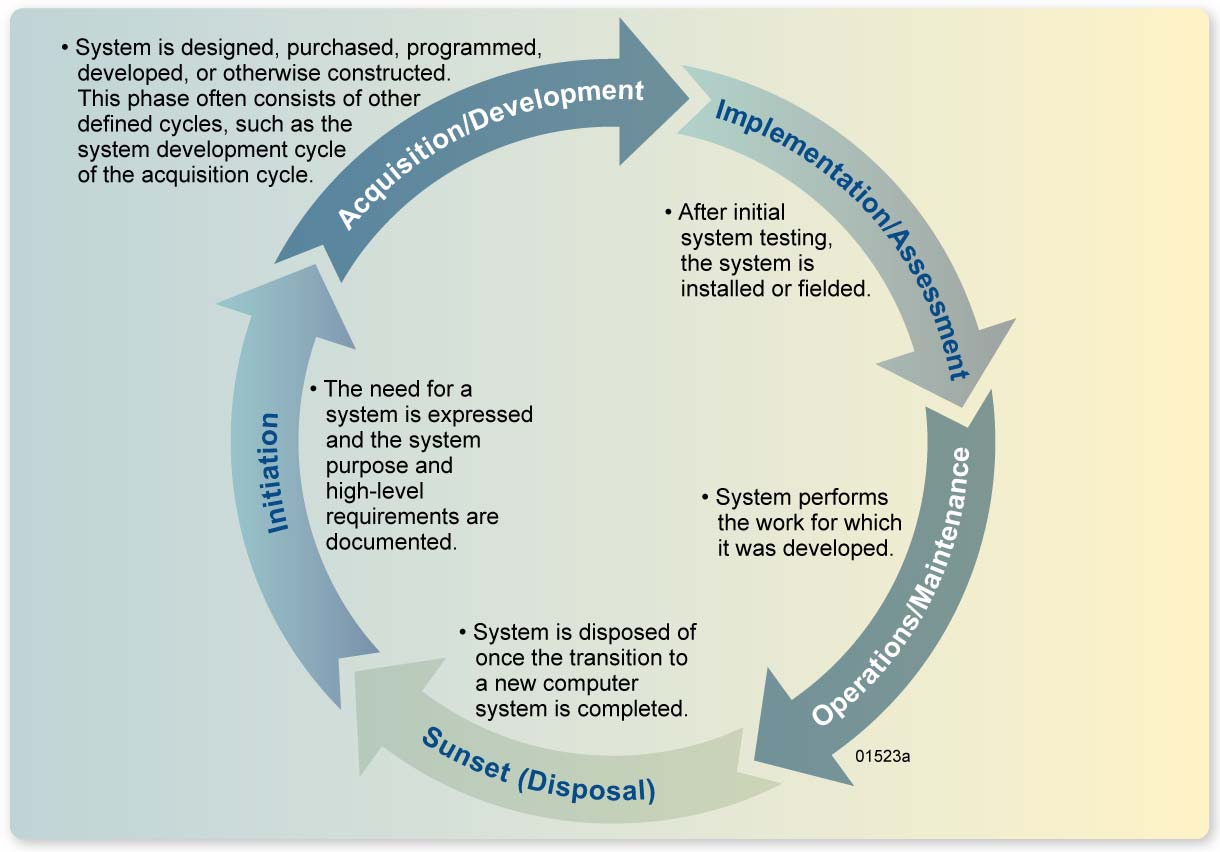 • System is designed, purchased, programmed,
developed, or otherwise constructed.
This phase often consists of other
defined cycles, such as the
system development cycle
of the acquisition cycle.
Acquisition/Development
Implementation/Assessment
• After initial
system testing,
the system is
installed or fielded.
Initiation
• The need for a
system is expressed
and the system
purpose and
high-level
requirements are
documented.
• System performs
the work for which
it was developed.
Operations/Maintenance
• System is disposed of
once the transition to
a new computer
system is completed.
Sunset (Disposal)
01523a